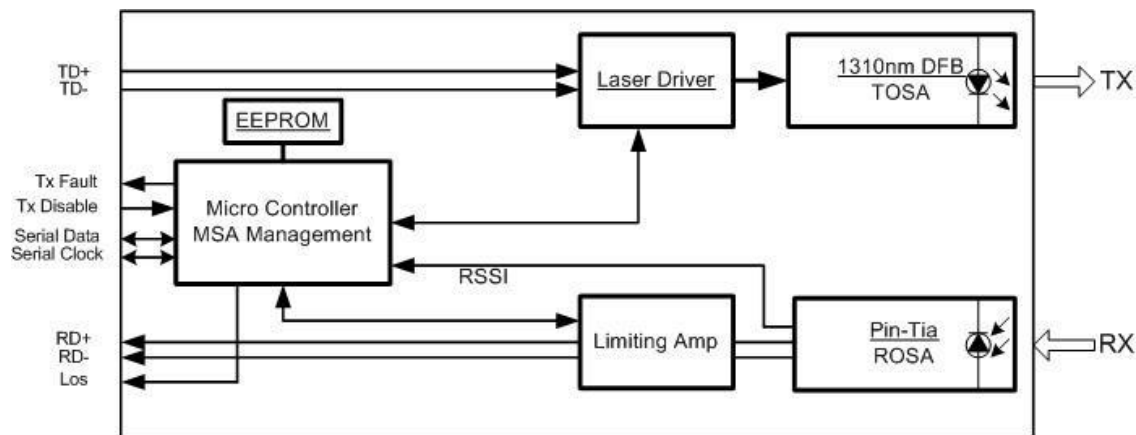 TD+
TD-
Laser Driver
1310nm DFB
TOSA
TX
EEPROM
Tx Fault
Tx Disable
Serial Data
Serial Clock
Micro Controller
MSA Management
RSSI
RD+
RD-
Los
Limiting Amp
Pin-Tia
ROSA
RX